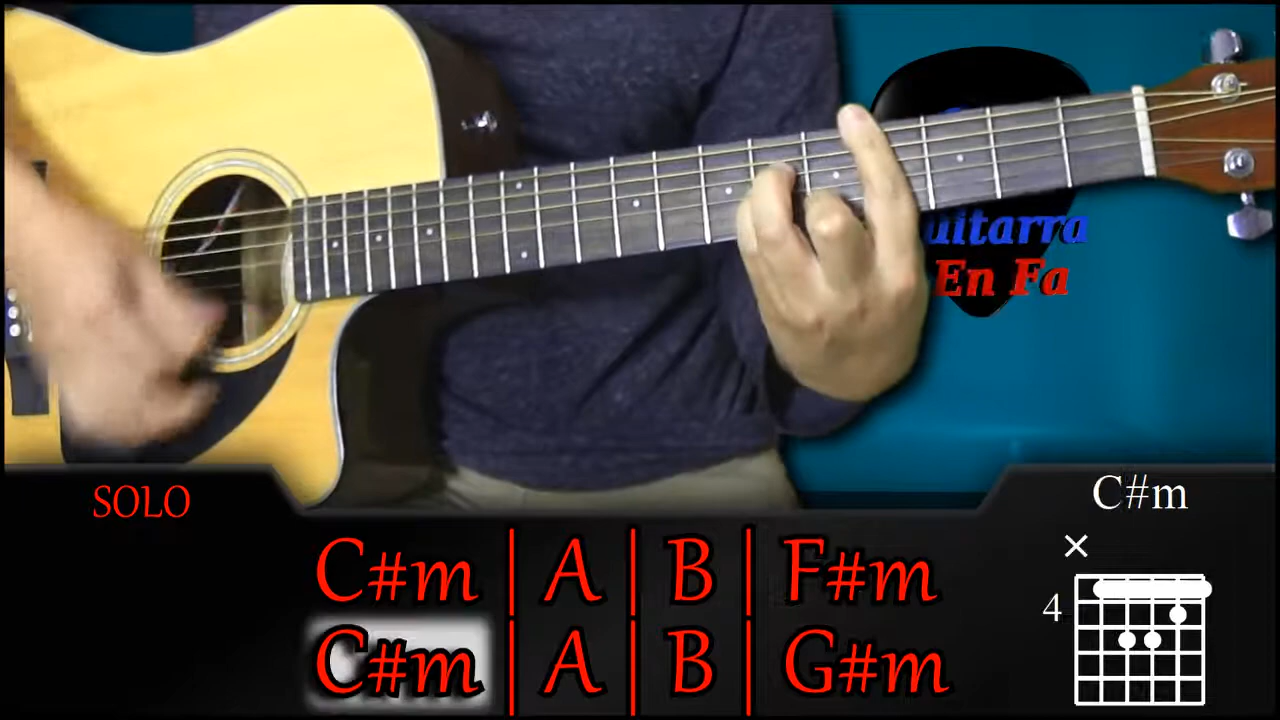 uitarra
En Fa
SOLO
C#m
×
4
C#m | A | B | F#m
C#m | A | B | G#m